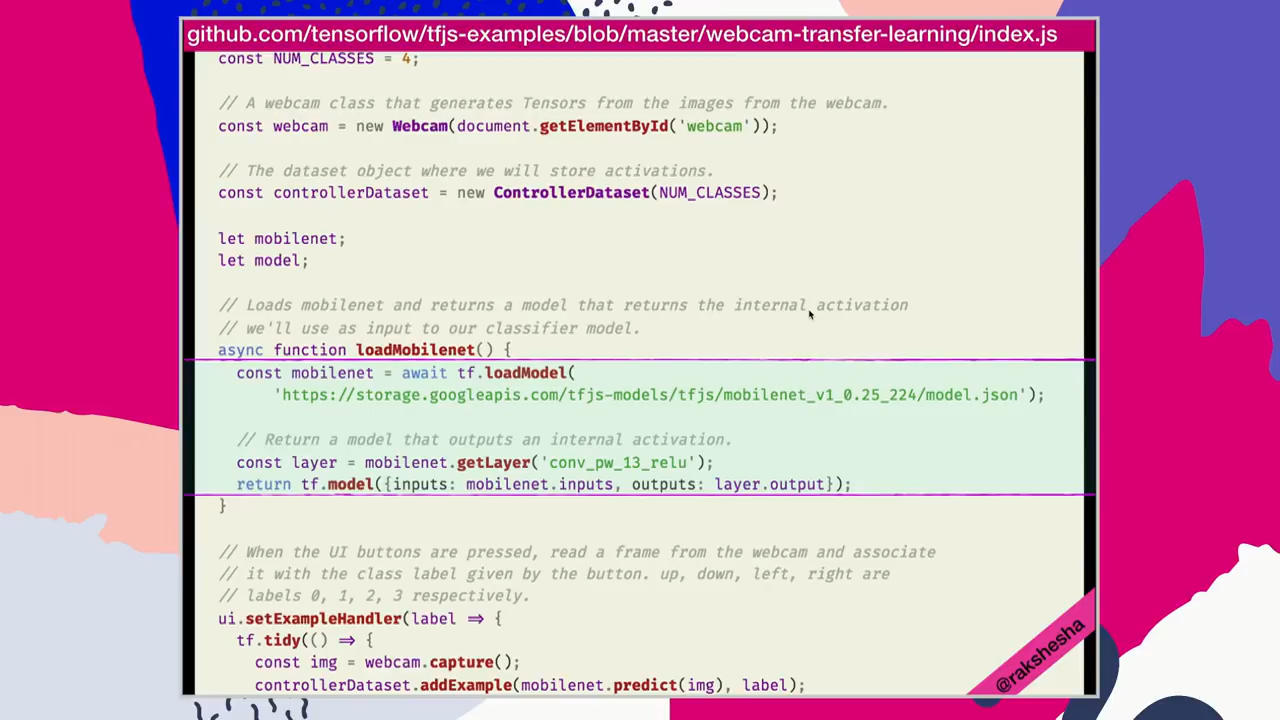 github.com/tensorflow/tfjs-examples/blob/master/webcam-transfer-learning/index.js
const NUM_CLASSES = 4;
// A webcam class that generates Tensors from the images from the webcam.
const webcam = new Webcam(document.getElementById('webcam'));
// The dataset object where we will store activations.
const controllerDataset = new ControllerDataset(NUM_CLASSES);
let mobilenet;
let model;
// Loads mobilenet and returns a model that returns the internal activation
// we'll use as input to our classifier model.
async function loadMobilenet() {
const mobilenet = await tf.loadModel(
'https://storage.googleapis.com/tfjs-models/tfjs/mobilenet_v1_0.25_224/model.json');
// Return a model that outputs an internal activation.
const layer = mobilenet.getLayer('conv_pw_13_relu');
return tf.model({inputs: mobilenet.inputs, outputs: layer.output});
}
// When the UI buttons are pressed, read a frame from the webcam and associate
// it with the class label given by the button. up, down, left, right are
// labels 0, 1, 2, 3 respectively.
ui.setExampleHandler(label => {
tf.tidy(() => {
const img = webcam.capture();
controllerDataset.addExample(mobilenet.predict(img), label);
@rakshesha